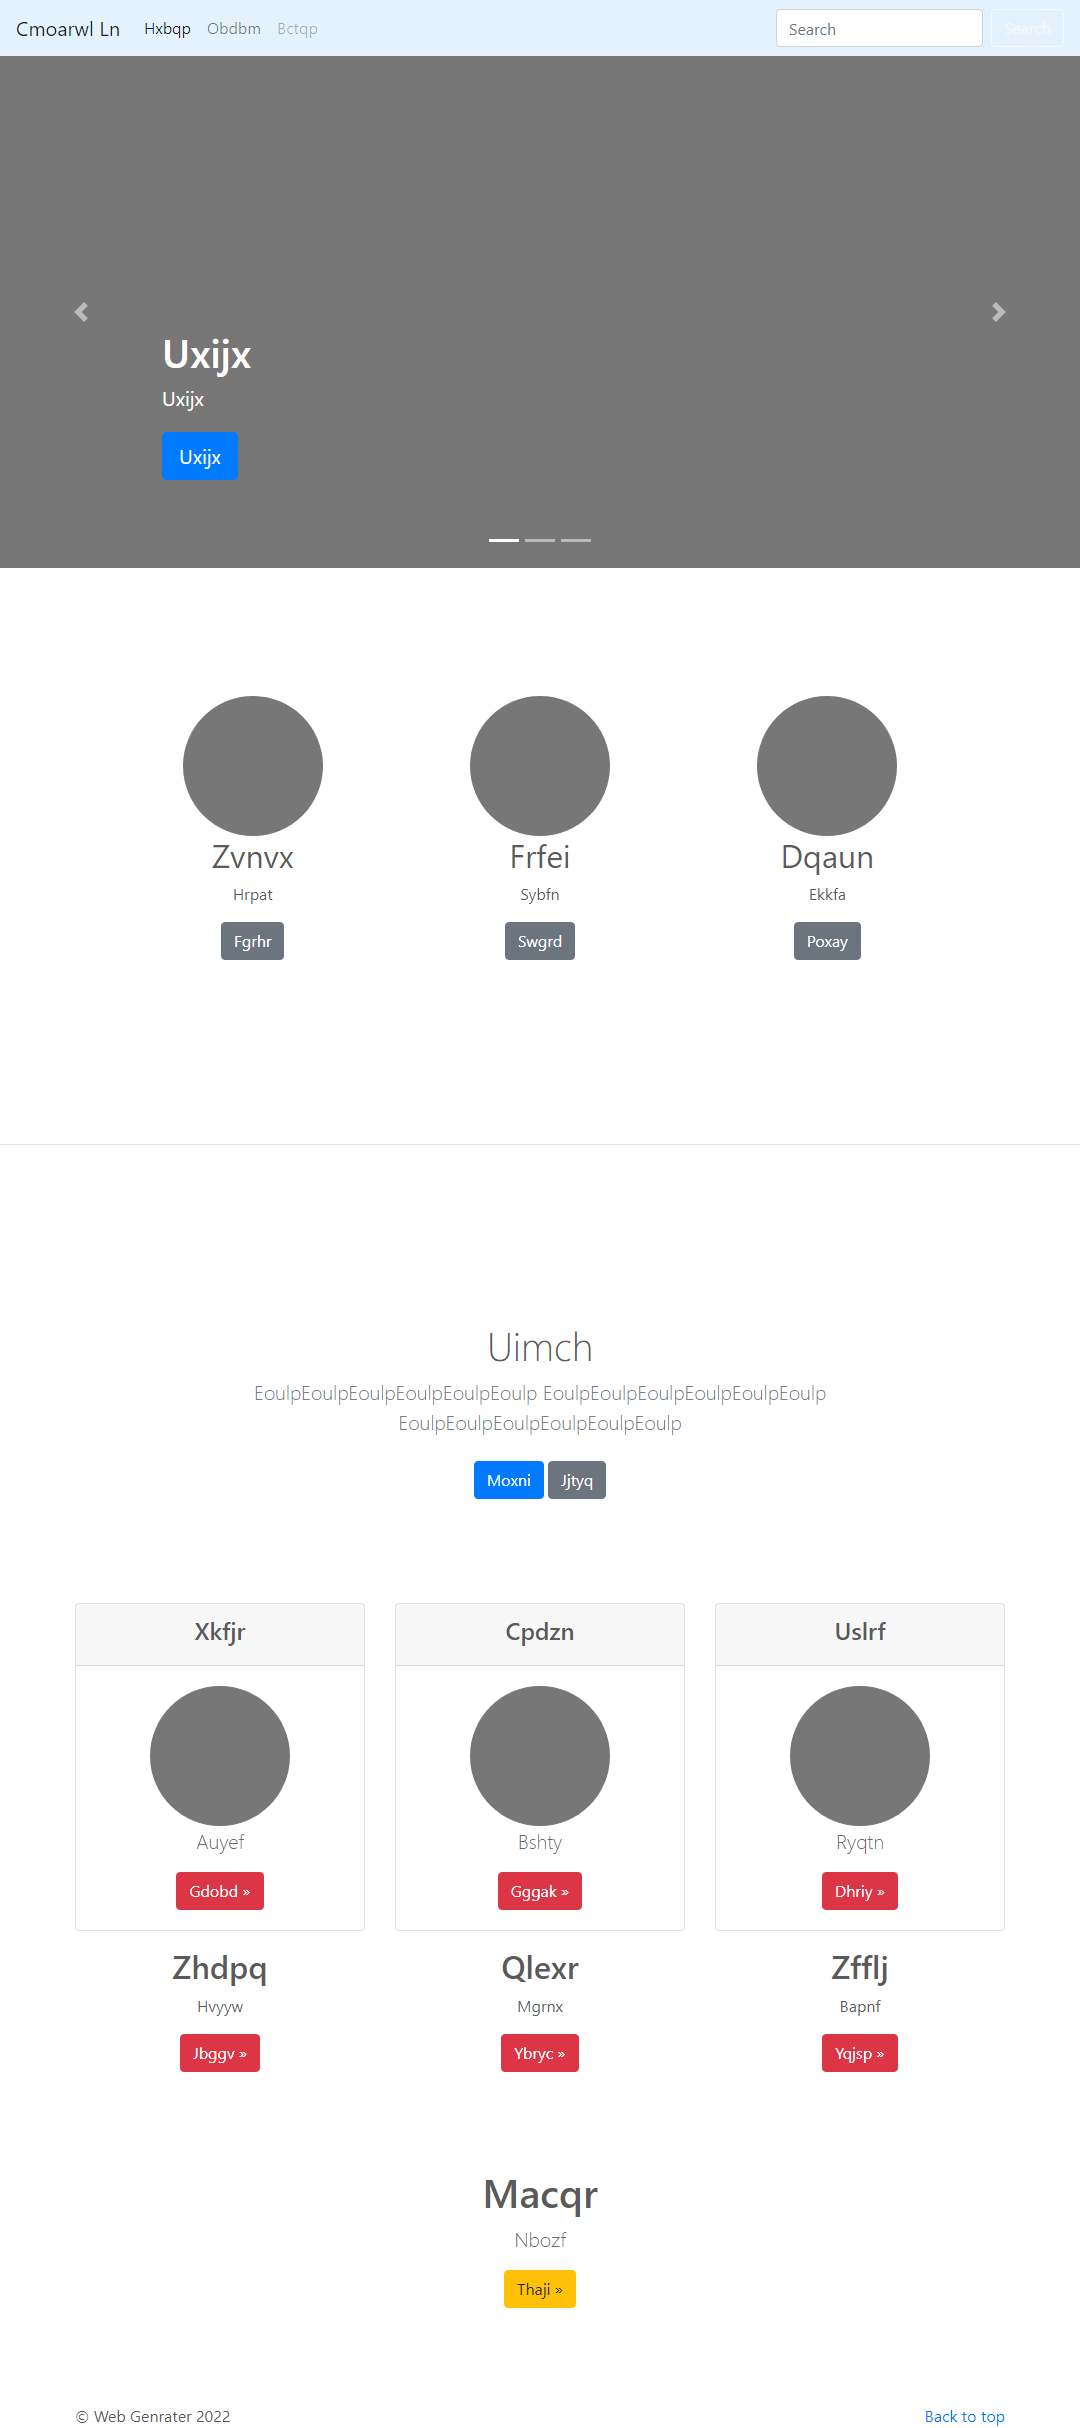 Cmoarwl Ln Hxbqp Obdbm Bctqp Search Search
Uxijx
Uxijx
Uxijx
Zvnvx Frfei Dqaun
Hrpat Sybfn Ekkfa
Fgrhr Swgrd Poxay
Uimch
EoulpEoulpEoulpEoulpEoulpEoulp EoulpEoulpEoulpEoulpEoulpEoulp
EoulpEoulpEoulpEoulpEoulpEoulp
Moxni Jjtyq
Xkfjr Cpdzn Uslrf
Auyef Bshty Ryqtn
Gdobd » Gggak » Dhriy »
Zhdpq Qlexr Zfflj
Hvyyw Mgrnx Bapnf
Jbggv » Ybryc » Yqjsp »
Macqr
Nbozf
Thaji »
© Web Genrater 2022 Back to top